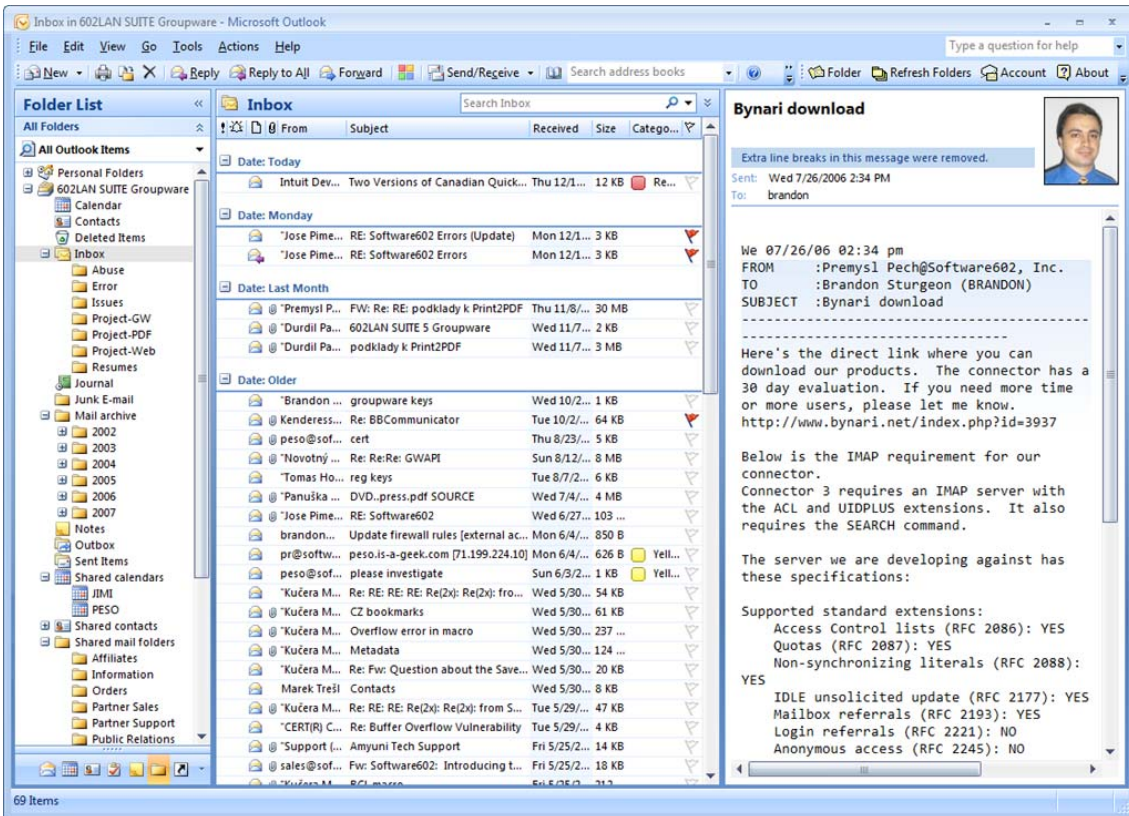 Inbox in 602LAN SUITE Groupware - Microsoft Outlook
File Edit View Go Tools Actions Help
Type a question for help
New Reply Reply to All Forward Send/Receive Search address books Folder Refresh Folders Account About
Folder List «
All Folders
All Outlook Items
Personal Folders
602LAN SUITE Groupware
Calendar
Contacts
Deleted Items
Inbox
Abuse
Error
Issues
Project-GW
Project-PDF
Project-Web
Resumes
Journal
Junk E-mail
Mail archive
2002
2003
2004
2005
2006
2007
Notes
Outbox
Sent Items
Shared calendars
JIMI
PESO
Shared contacts
Shared mail folders
Affiliates
Information
Orders
Partner Sales
Partner Support
Public Relations
Inbox Search Inbox
From Subject Received Size Catego...
Date: Today
Intuit Dev... Two Versions of Canadian Quick... Thu 12/1... 12 KB Re...
Date: Monday
"Jose Pime... RE: Software602 Errors (Update) Mon 12/1... 3 KB
"Jose Pime... RE: Software602 Errors Mon 12/1... 3 KB
Date: Last Month
"Premysl P... FW: Re: RE: podklady k Print2PDF Thu 11/8/... 30 MB
"Durdil Pa... 602LAN SUITE 5 Groupware Wed 11/7... 2 KB
"Durdil Pa... podklady k Print2PDF Wed 11/7... 3 MB
Date: Older
"Brandon ... groupware keys Wed 10/2... 1 KB
Kenderess... Re: BBCommunicator Tue 10/2/... 64 KB
peso@sof... cert Thu 8/23/... 5 KB
"Novotný ... Re: Re:Re: GWAPI Sun 8/12/... 8 MB
"Tomas Ho... reg keys Tue 8/7/2... 6 KB
"Panuška ... DVD..press.pdf SOURCE Wed 7/4/... 4 MB
"Jose Pime... RE: Software602 Wed 6/27... 103 ...
brandon... Update firewall rules [external ac... Mon 6/4/... 850 B
pr@softw... peso.is-a-geek.com [71.199.224.10] Mon 6/4/... 626 B Yell...
peso@sof... please investigate Sun 6/3/2... 1 KB Yell...
"Kučera M... Re: RE: RE: RE: Re(2x): Re(2x): fro... Wed 5/30... 54 KB
"Kučera M... CZ bookmarks Wed 5/30... 61 KB
"Kučera M... Overflow error in macro Wed 5/30... 237 ...
"Kučera M... Metadata Wed 5/30... 124 ...
"Kučera M... Re: Fw: Question about the Save... Wed 5/30... 20 KB
Marek Trešl Contacts Wed 5/30... 8 KB
"Kučera M... Re: RE: RE: Re(2x): Re(2x): from S... Tue 5/29/... 47 KB
"CERT(R) C... Re: Buffer Overflow Vulnerability Tue 5/29/... 4 KB
"Support (... Amyuni Tech Support Fri 5/25/2... 14 KB
sales@sof... Fw: Software602: Introducing t... Fri 5/25/2... 18 KB
Bynari download
Extra line breaks in this message were removed.
Sent: Wed 7/26/2006 2:34 PM
To: brandon
We 07/26/06 02:34 pm
FROM :Premysl Pech@Software602, Inc.
TO :Brandon Sturgeon (BRANDON)
SUBJECT :Bynari download
---------------------------------------------
----------------------------------
Here's the direct link where you can
download our products. The connector has a
30 day evaluation. If you need more time
or more users, please let me know.
http://www.bynari.net/index.php?id=3937
Below is the IMAP requirement for our
connector.
Connector 3 requires an IMAP server with
the ACL and UIDPLUS extensions. It also
requires the SEARCH command.
The server we are developing against has
these specifications:
Supported standard extensions:
Access Control lists (RFC 2086): YES
Quotas (RFC 2087): YES
Non-synchronizing literals (RFC 2088):
YES
IDLE unsolicited update (RFC 2177): YES
Mailbox referrals (RFC 2193): YES
Login referrals (RFC 2221): NO
Anonymous access (RFC 2245): NO
69 Items